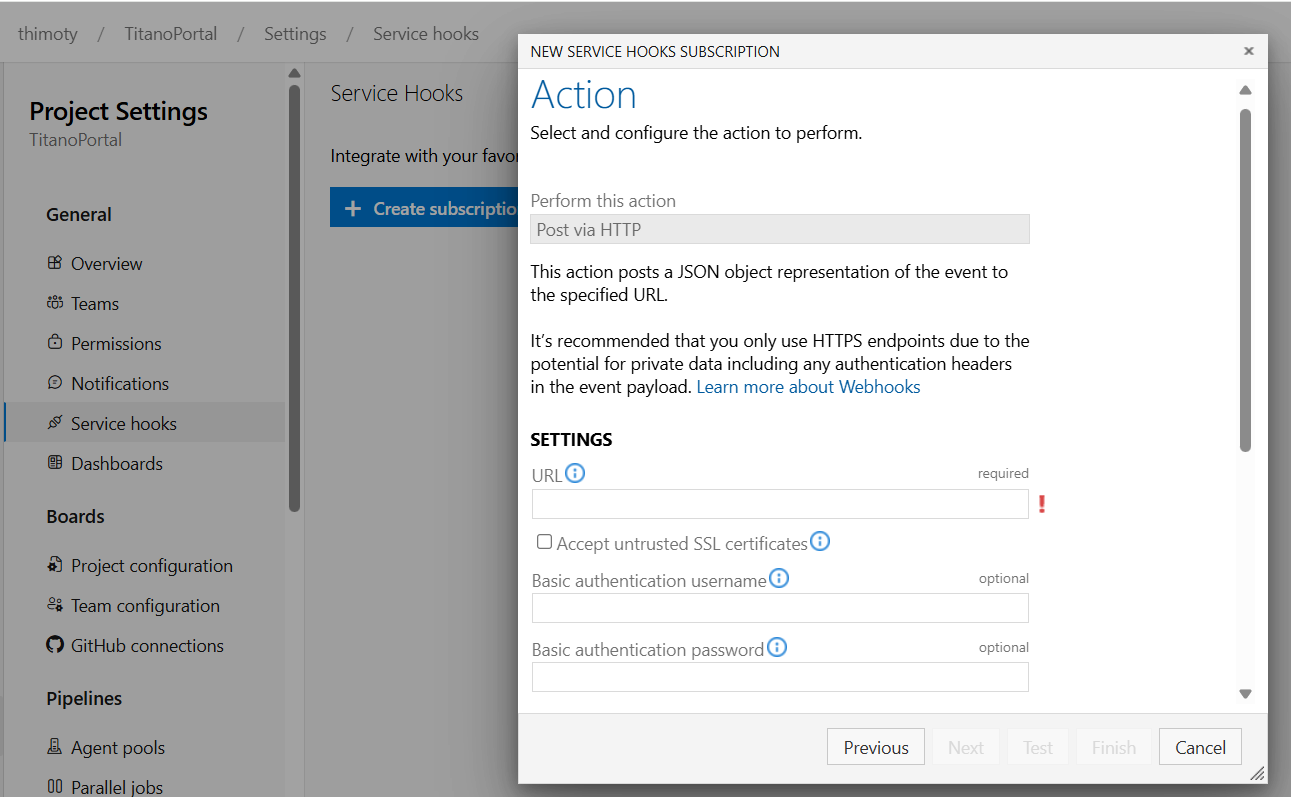 thimoty / TitanoPortal / Settings / Service hooks
Project Settings
TitanoPortal
General
Overview
Teams
Permissions
Notifications
Service hooks
Dashboards
Boards
Project configuration
Team configuration
GitHub connections
Pipelines
Agent pools
Parallel jobs
Service Hooks
Integrate with your
+ Create
NEW SERVICE HOOKS SUBSCRIPTION
Action
Select and configure the action to perform.
Perform this action
Post via HTTP
This action posts a JSON object representation of the event to
the specified URL.
It's recommended that you only use HTTPS endpoints due to the
potential for private data including any authentication headers
in the event payload. Learn more about Webhooks
SETTINGS
URL required
!
Accept untrusted SSL certificates
Basic authentication username optional
Basic authentication password optional
Previous Next Test Finish Cancel